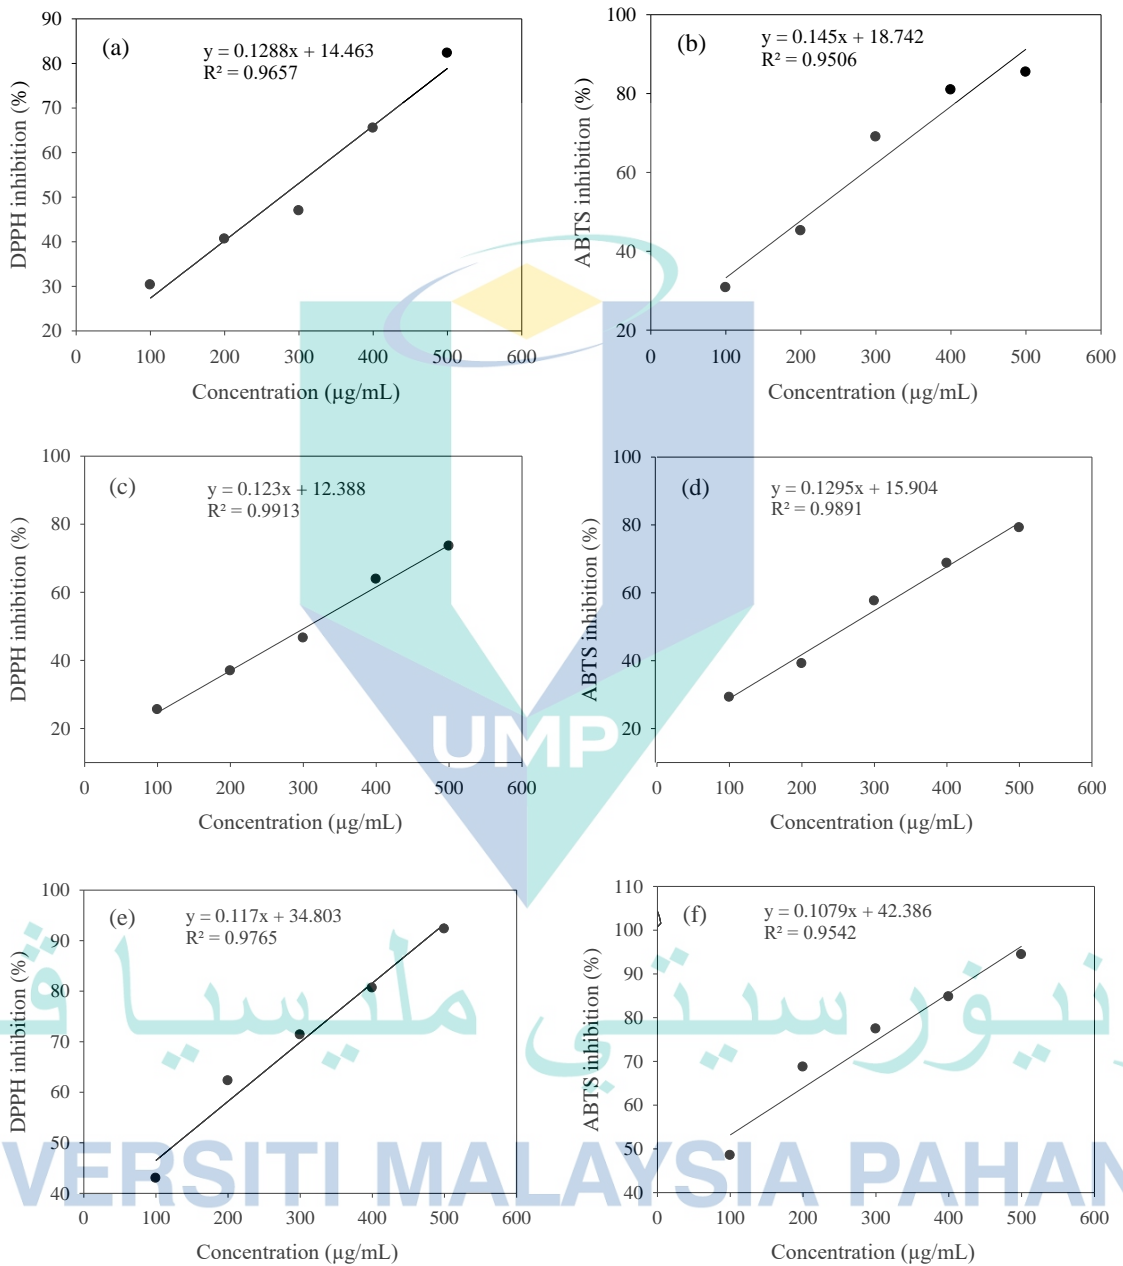 (a)
y = 0.1288x + 14.463
R² = 0.9657
DPPH inhibition (%)
90
80
70
60
50
40
30
20
0 100 200 300 400 500 600
Concentration (µg/mL)
(b)
y = 0.145x + 18.742
R² = 0.9506
ABTS inhibition (%)
100
80
60
40
20
0 100 200 300 400 500 600
Concentration (µg/mL)
(c)
y = 0.123x + 12.388
R² = 0.9913
DPPH inhibition (%)
100
80
60
40
20
0 100 200 300 400 500 600
Concentration (µg/mL)
(d)
y = 0.1295x + 15.904
R² = 0.9891
ABTS inhibition (%)
100
80
60
40
20
0 100 200 300 400 500 600
Concentration (µg/mL)
UMP
(e)
y = 0.117x + 34.803
R² = 0.9765
DPPH inhibition (%)
100
90
80
70
60
50
40
0 100 200 300 400 500 600
Concentration (µg/mL)
(f)
y = 0.1079x + 42.386
R² = 0.9542
ABTS inhibition (%)
110
100
90
80
70
60
50
40
0 100 200 300 400 500 600
Concentration (µg/mL)
نيورسيتي مليسيا
VERSITI MALAYSIA PAHAN